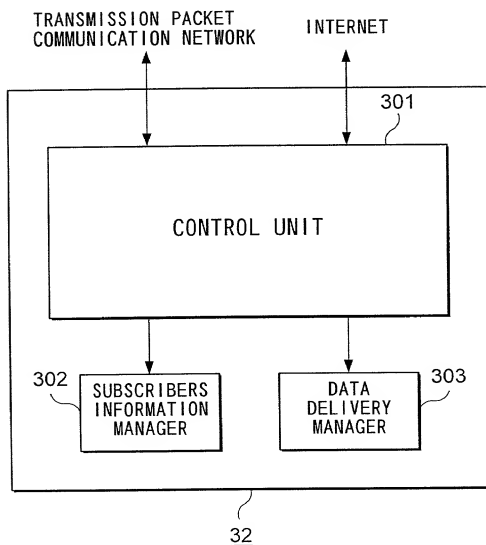 TRANSMISSION PACKET
COMMUNICATION NETWORK
INTERNET
301
CONTROL UNIT
302
SUBSCRIBERS
INFORMATION
MANAGER
DATA
DELIVERY
MANAGER
303
32